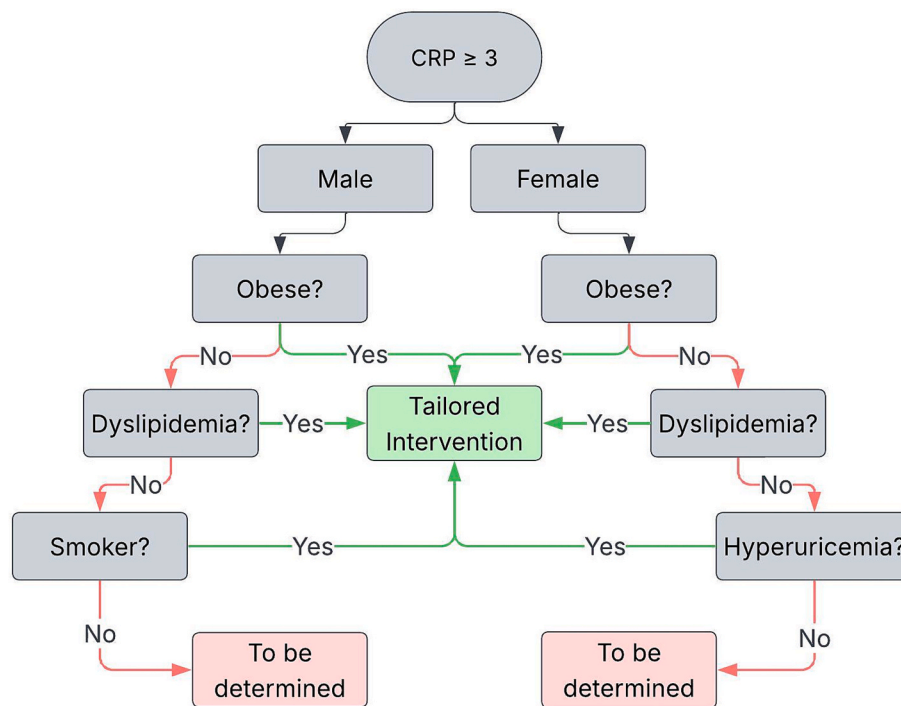 CRP ≥ 3
Male
Female
Obese?
Obese?
No
Yes
Yes
No
Dyslipidemia?
Yes
Tailored
Intervention
Yes
Dyslipidemia?
No
No
Smoker?
Yes
Yes
Hyperuricemia?
No
No
To be
determined
To be
determined